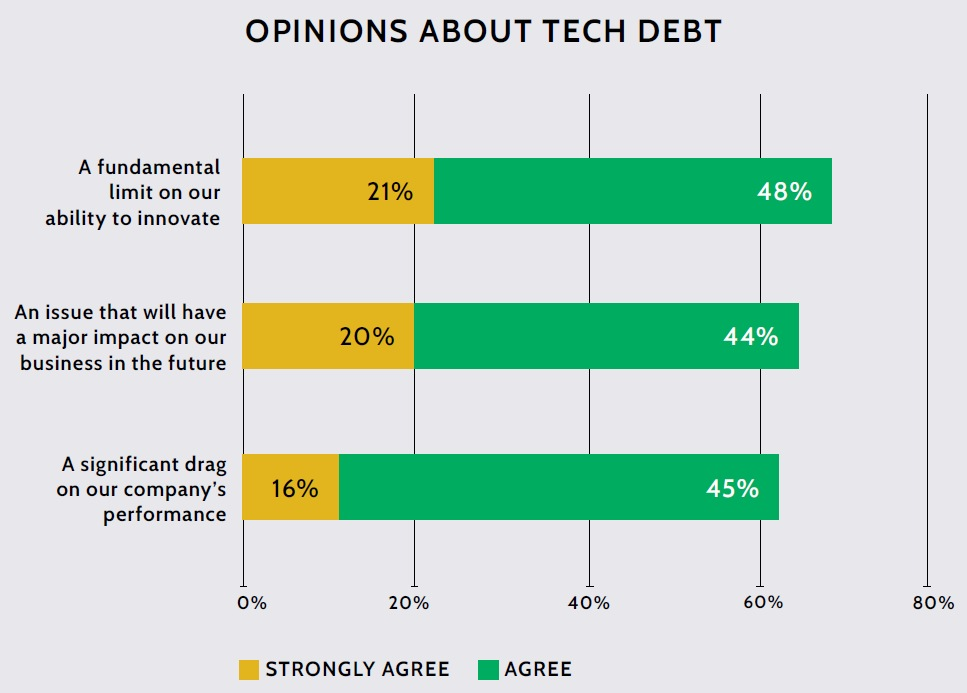 OPINIONS ABOUT TECH DEBT
A fundamental
limit on our
ability to innovate
21%
48%
An issue that will have
a major impact on our
business in the future
20%
44%
A significant drag
on our company's
performance
16%
45%
0%
20%
40%
60%
80%
STRONGLY AGREE
AGREE